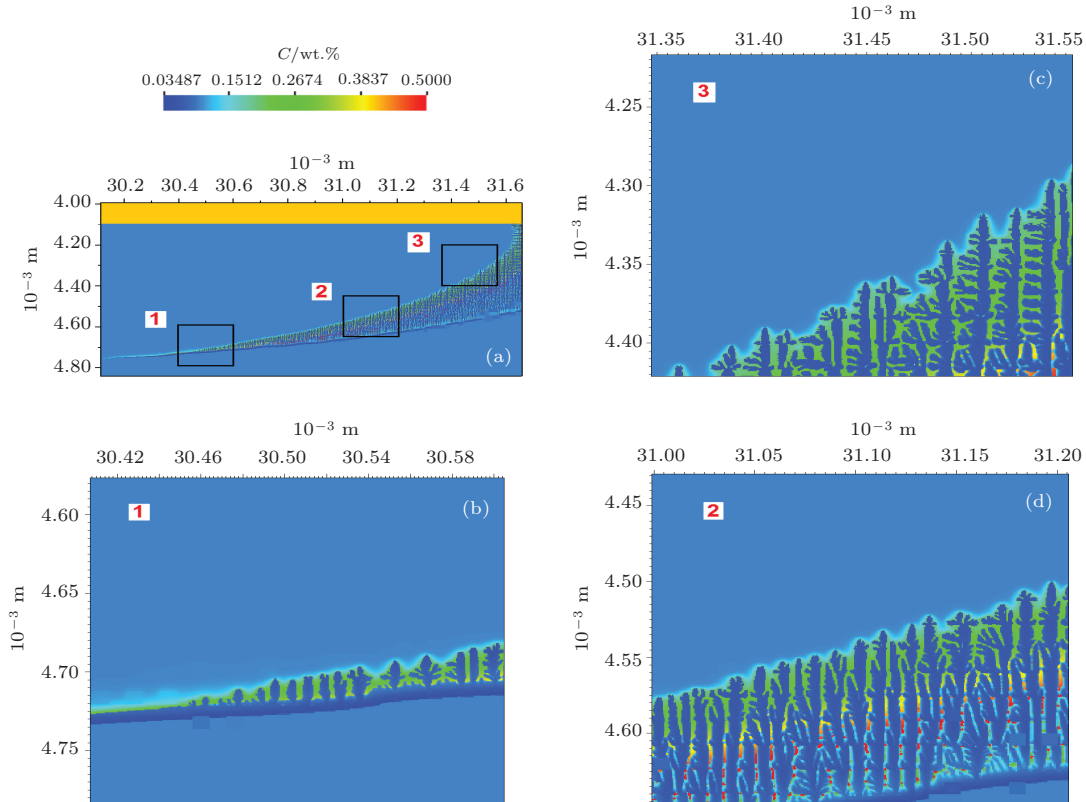 C/wt.%
0.03487 0.1512 0.2674 0.3837 0.5000
10⁻³ m
30.2 30.4 30.6 30.8 31.0 31.2 31.4 31.6
4.00
4.20
4.40
4.60
4.80
10⁻³ m
1
2
3
(a)
10⁻³ m
31.35 31.40 31.45 31.50 31.55
4.25
4.30
4.35
4.40
10⁻³ m
3
(c)
10⁻³ m
30.42 30.46 30.50 30.54 30.58
4.60
4.65
4.70
4.75
10⁻³ m
1
(b)
10⁻³ m
31.00 31.05 31.10 31.15 31.20
4.45
4.50
4.55
4.60
10⁻³ m
2
(d)